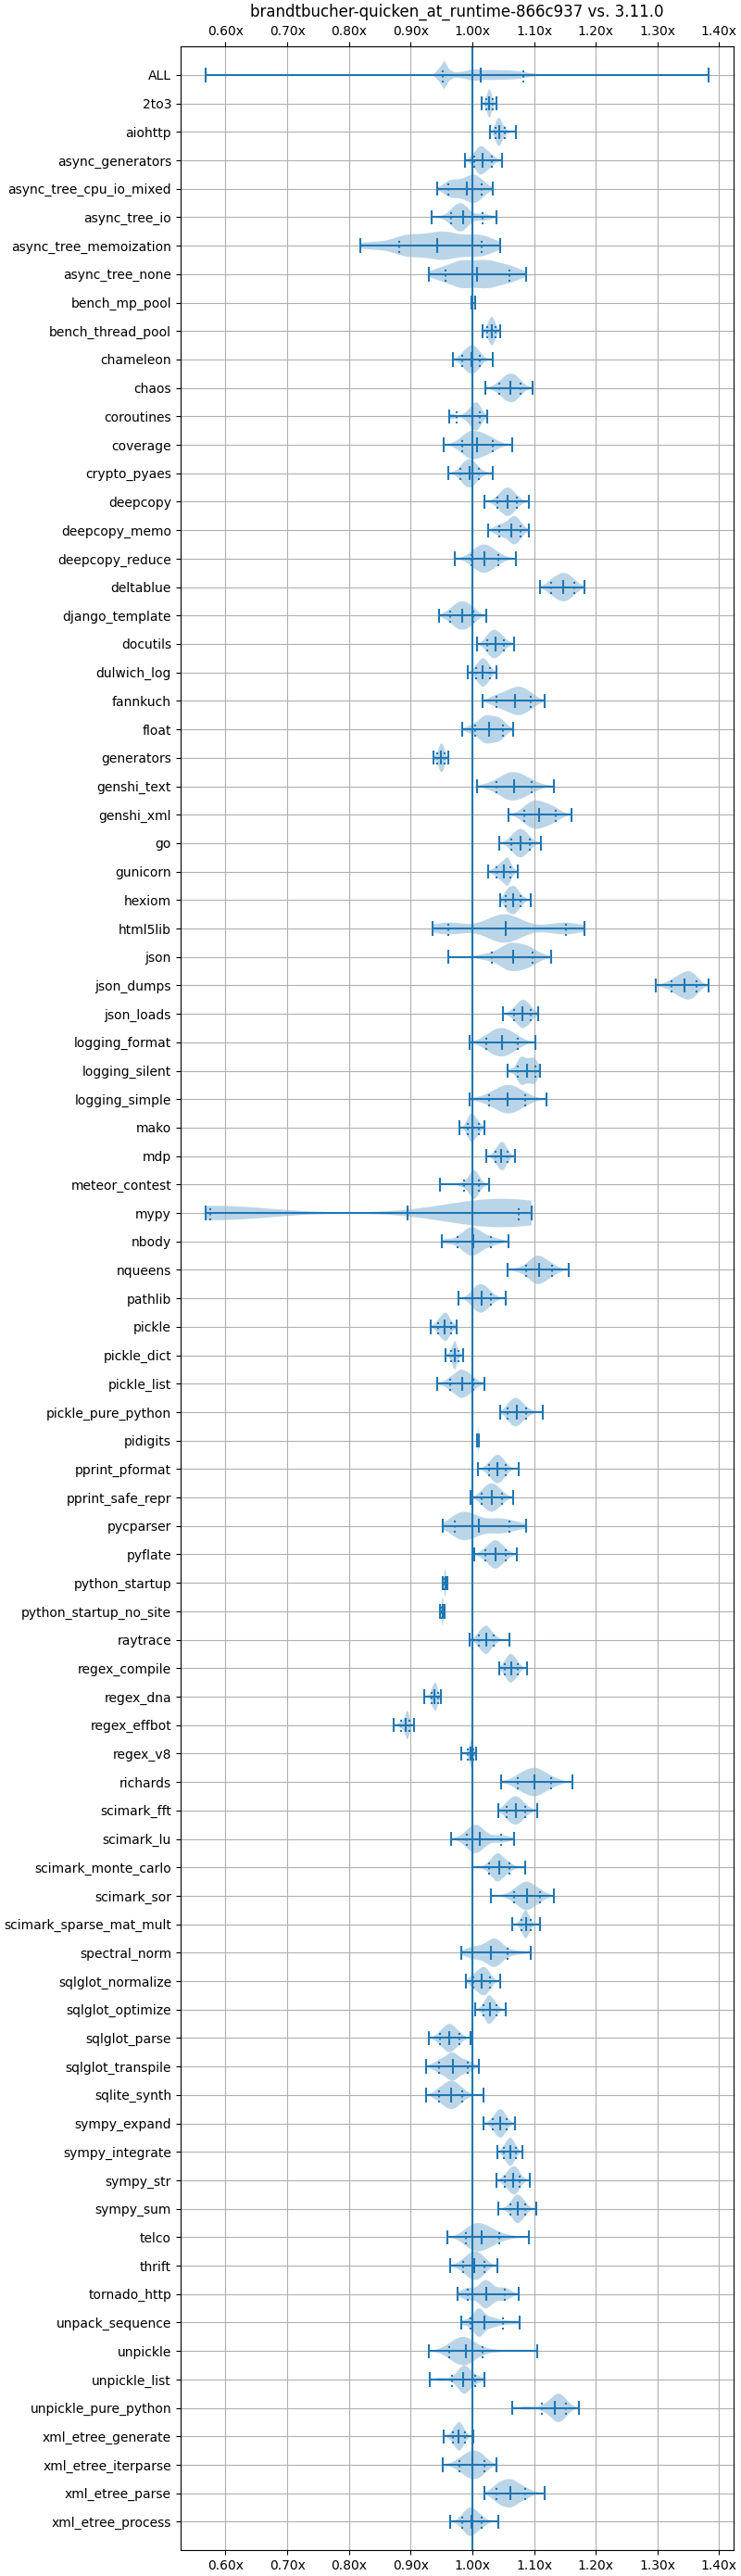 brandtbucher-quicken_at_runtime-866c937 vs. 3.11.0
0.60x 0.70x 0.80x 0.90x 1.00x 1.10x 1.20x 1.30x 1.40x
ALL
2to3
aiohttp
async_generators
async_tree_cpu_io_mixed
async_tree_io
async_tree_memoization
async_tree_none
bench_mp_pool
bench_thread_pool
chameleon
chaos
coroutines
coverage
crypto_pyaes
deepcopy
deepcopy_memo
deepcopy_reduce
deltablue
django_template
docutils
dulwich_log
fannkuch
float
generators
genshi_text
genshi_xml
go
gunicorn
hexiom
html5lib
json
json_dumps
json_loads
logging_format
logging_silent
logging_simple
mako
mdp
meteor_contest
mypy
nbody
nqueens
pathlib
pickle
pickle_dict
pickle_list
pickle_pure_python
pidigits
pprint_pformat
pprint_safe_repr
pycparser
pyflate
python_startup
python_startup_no_site
raytrace
regex_compile
regex_dna
regex_effbot
regex_v8
richards
scimark_fft
scimark_lu
scimark_monte_carlo
scimark_sor
scimark_sparse_mat_mult
spectral_norm
sqlglot_normalize
sqlglot_optimize
sqlglot_parse
sqlglot_transpile
sqlite_synth
sympy_expand
sympy_integrate
sympy_str
sympy_sum
telco
thrift
tornado_http
unpack_sequence
unpickle
unpickle_list
unpickle_pure_python
xml_etree_generate
xml_etree_iterparse
xml_etree_parse
xml_etree_process
0.60x 0.70x 0.80x 0.90x 1.00x 1.10x 1.20x 1.30x 1.40x